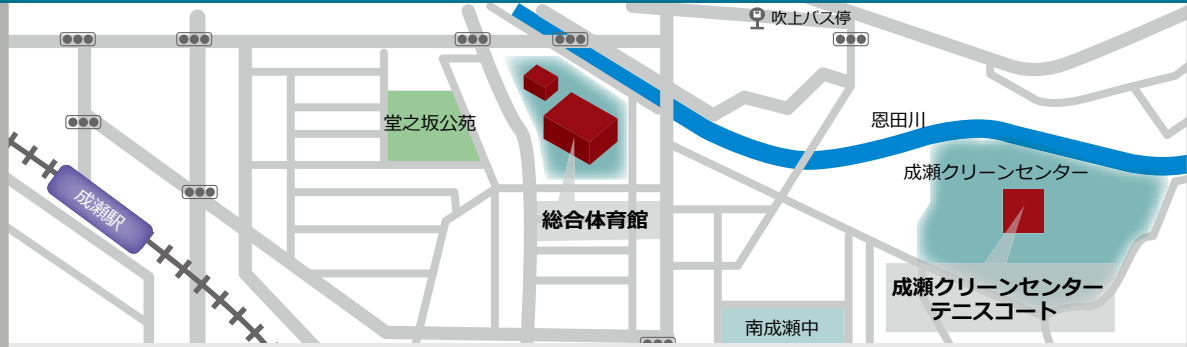 吹上バス停
恩田川
堂之坂公苑
成瀬クリーンセンター
成瀬駅
総合体育館
成瀬クリーンセンター
テニスコート
南成瀬中